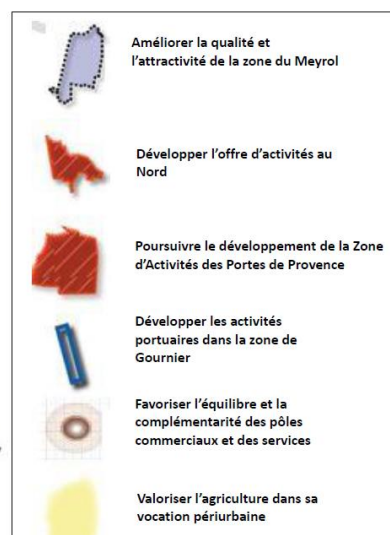 Améliorer la qualité et
l'attractivité de la zone du Meyrol
Développer l'offre d'activités au
Nord
Poursuivre le développement de la Zone
d'Activités des Portes de Provence
Développer les activités
portuaires dans la zone de
Gournier
Favoriser l'équilibre et la
complémentarité des pôles
commerciaux et des services
Valoriser l'agriculture dans sa
vocation périurbaine